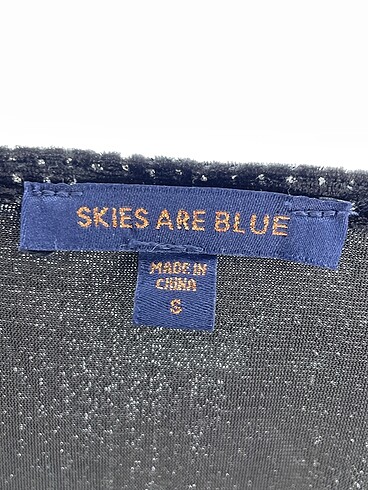 SKIES ARE BLUE
MADE IN
CHINA
S